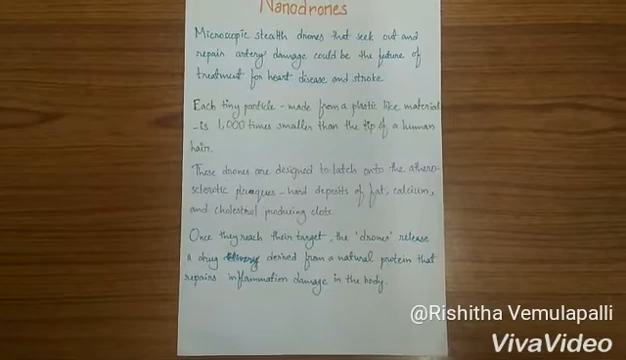 Nanodrones
Microscopic stealth drones that seek out and
repair artery damage could be the future of
treatment for heart disease and stroke.
Each tiny particle - made from a plastic like material
- is 1,000 times smaller than the tip of a human
hair.
These drones are designed to latch onto the athero-
sclerotic plaques - hard deposits of fat, calcium,
and cholestrol producing clots
Once they reach their target, the 'drones' release
a drug derived from a natural protein that
repairs inflammation damage in the body.
@Rishitha Vemulapalli
VivaVideo